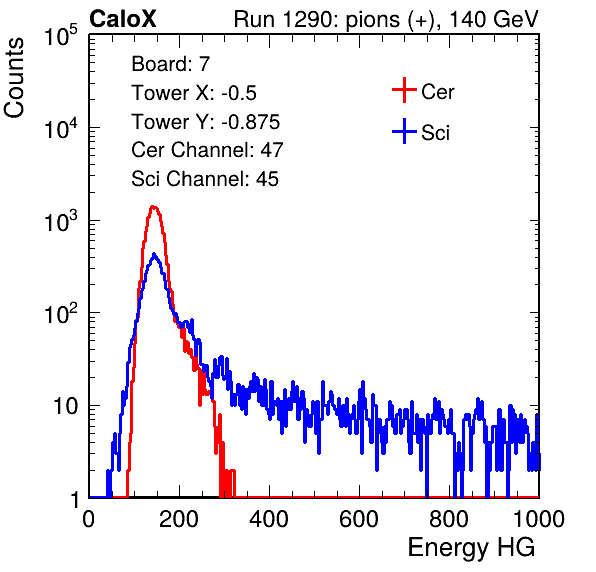 CaloX Run 1290: pions (+), 140 GeV
Counts
10^5
10^4
10^3
10^2
10
1
Board: 7
Tower X: -0.5
Tower Y: -0.875
Cer Channel: 47
Sci Channel: 45
Cer
Sci
0 200 400 600 800 1000
Energy HG